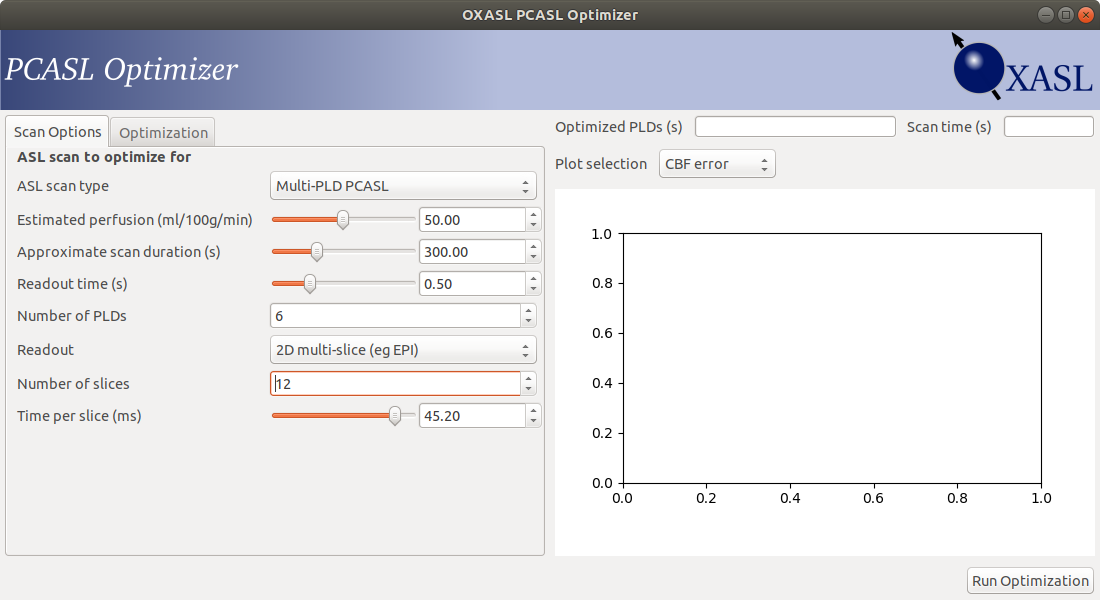 OXASL PCASL Optimizer
PCASL Optimizer
OXASL
Scan Options
Optimization
ASL scan to optimize for
ASL scan type
Multi-PLD PCASL
Estimated perfusion (ml/100g/min)
50.00
Approximate scan duration (s)
300.00
Readout time (s)
0.50
Number of PLDs
6
Readout
2D multi-slice (eg EPI)
Number of slices
12
Time per slice (ms)
45.20
Optimized PLDs (s)
Scan time (s)
Plot selection
CBF error
1.0
0.8
0.6
0.4
0.2
0.0
0.0 0.2 0.4 0.6 0.8 1.0
Run Optimization